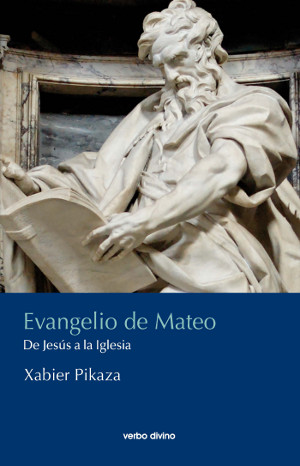 Evangelio de Mateo
De Jesús a la Iglesia
Xabier Pikaza
verbo divino